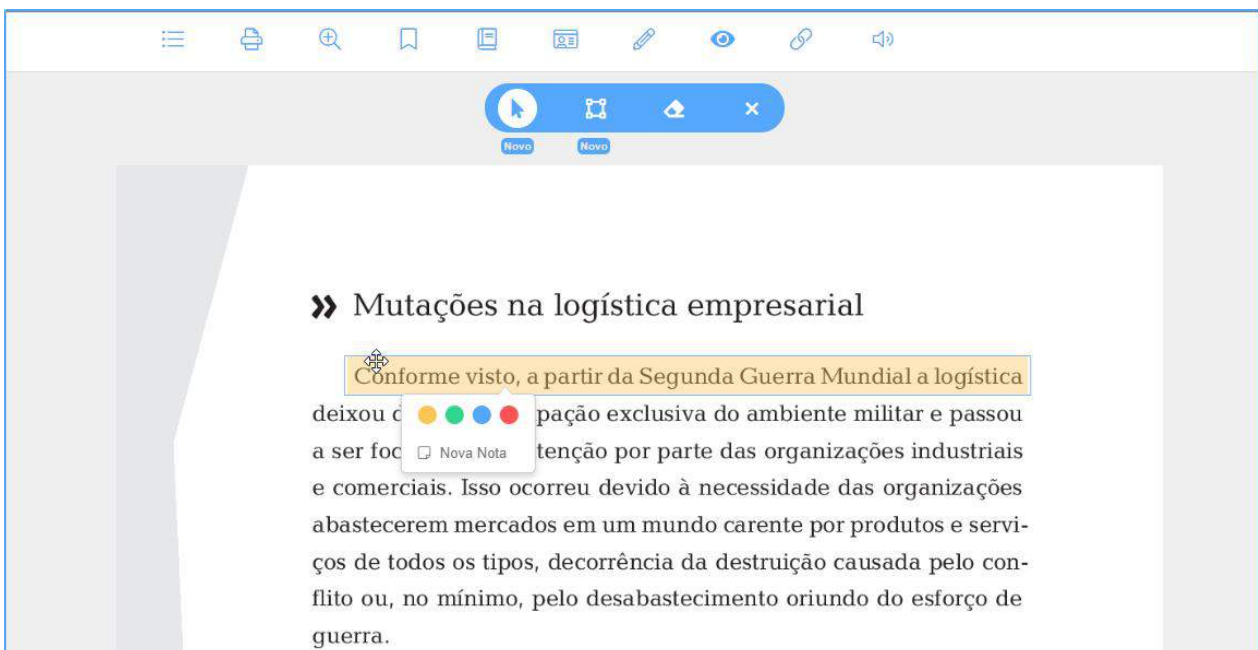 Novo
Novo
» Mutações na logística empresarial
Conforme visto, a partir da Segunda Guerra Mundial a logística
deixou d pação exclusiva do ambiente militar e passou
a ser foc tenção por parte das organizações industriais
Nova Nota
e comerciais. Isso ocorreu devido à necessidade das organizações
abastecerem mercados em um mundo carente por produtos e servi-
ços de todos os tipos, decorrência da destruição causada pelo con-
flito ou, no mínimo, pelo desabastecimento oriundo do esforço de
guerra.